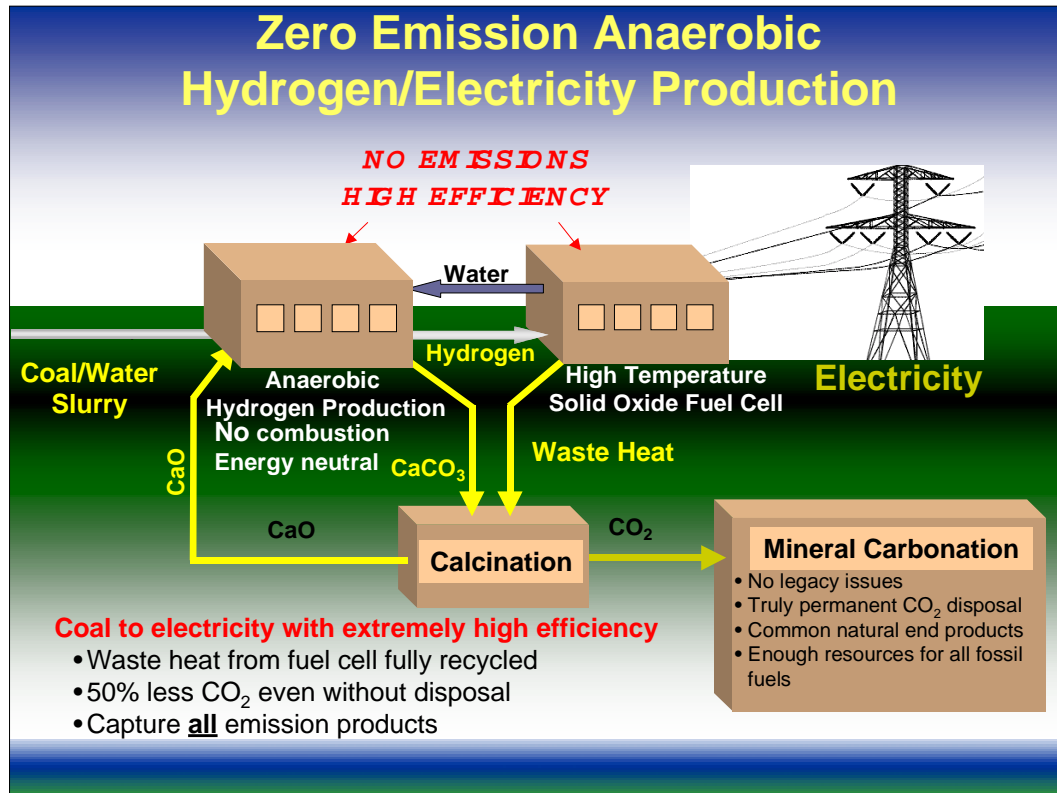 Zero Emission Anaerobic
Hydrogen/Electricity Production
NO EMISSIONS
HIGH EFFICIENCY
Water
Hydrogen
Coal/Water
Slurry
Anaerobic
Hydrogen Production
No combustion
Energy neutral
High Temperature
Solid Oxide Fuel Cell
Electricity
CaO
CaCO₃
Waste Heat
CaO
Calcination
CO₂
Mineral Carbonation
• No legacy issues
• Truly permanent CO₂ disposal
• Common natural end products
• Enough resources for all fossil
fuels
Coal to electricity with extremely high efficiency
• Waste heat from fuel cell fully recycled
• 50% less CO₂ even without disposal
• Capture all emission products